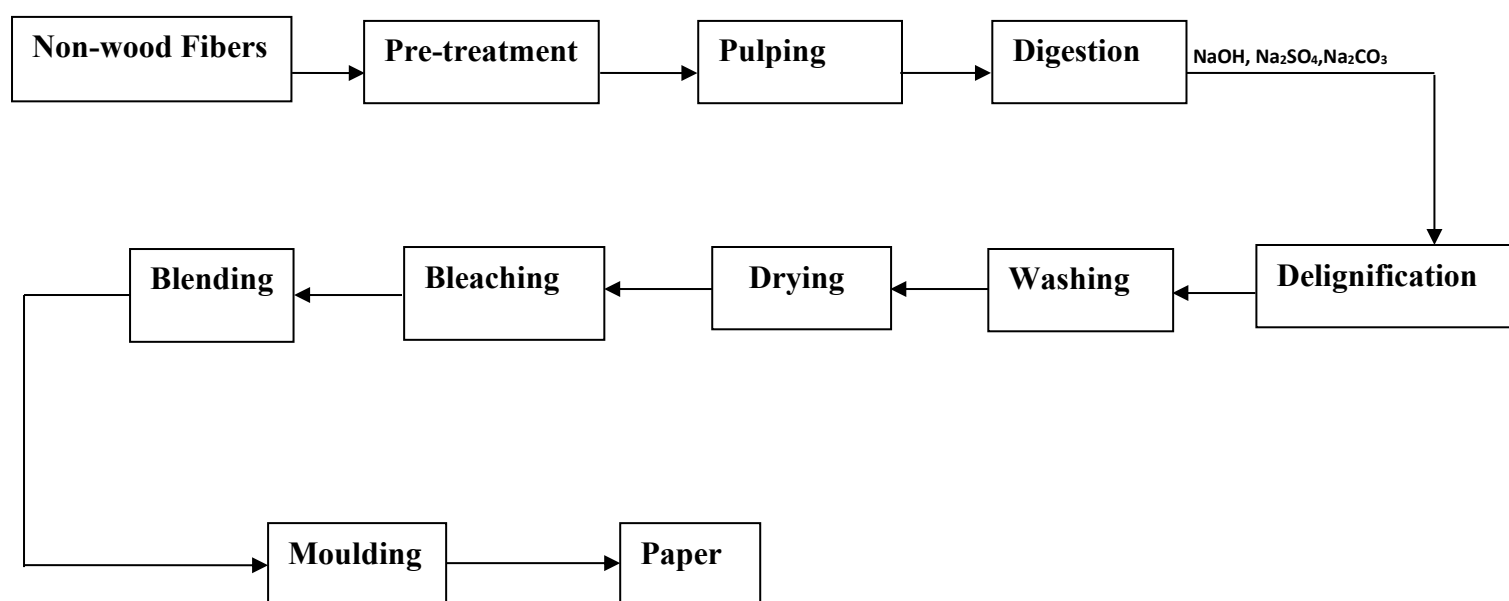 Non-wood Fibers
Pre-treatment
Pulping
Digestion
NaOH, Na₂SO₄,Na₂CO₃
Delignification
Washing
Drying
Bleaching
Blending
Moulding
Paper